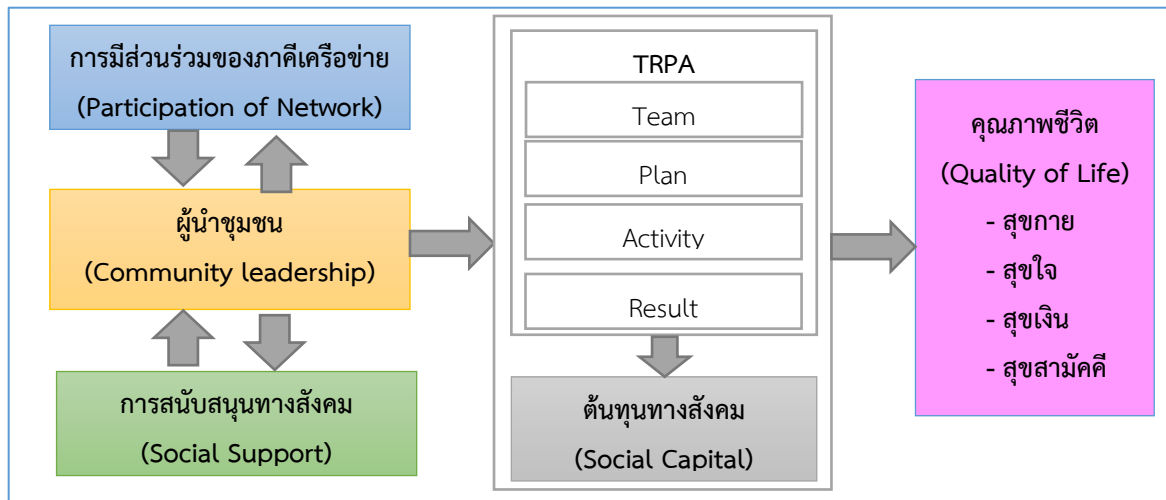 การมีส่วนร่วมของภาคีเครือข่าย
(Participation of Network)
ผู้นำชุมชน
(Community leadership)
การสนับสนุนทางสังคม
(Social Support)
TRPA
Team
Plan
Activity
Result
ต้นทุนทางสังคม
(Social Capital)
คุณภาพชีวิต
(Quality of Life)
- สุขกาย
- สุขใจ
- สุขเงิน
- สุขสามัคคี